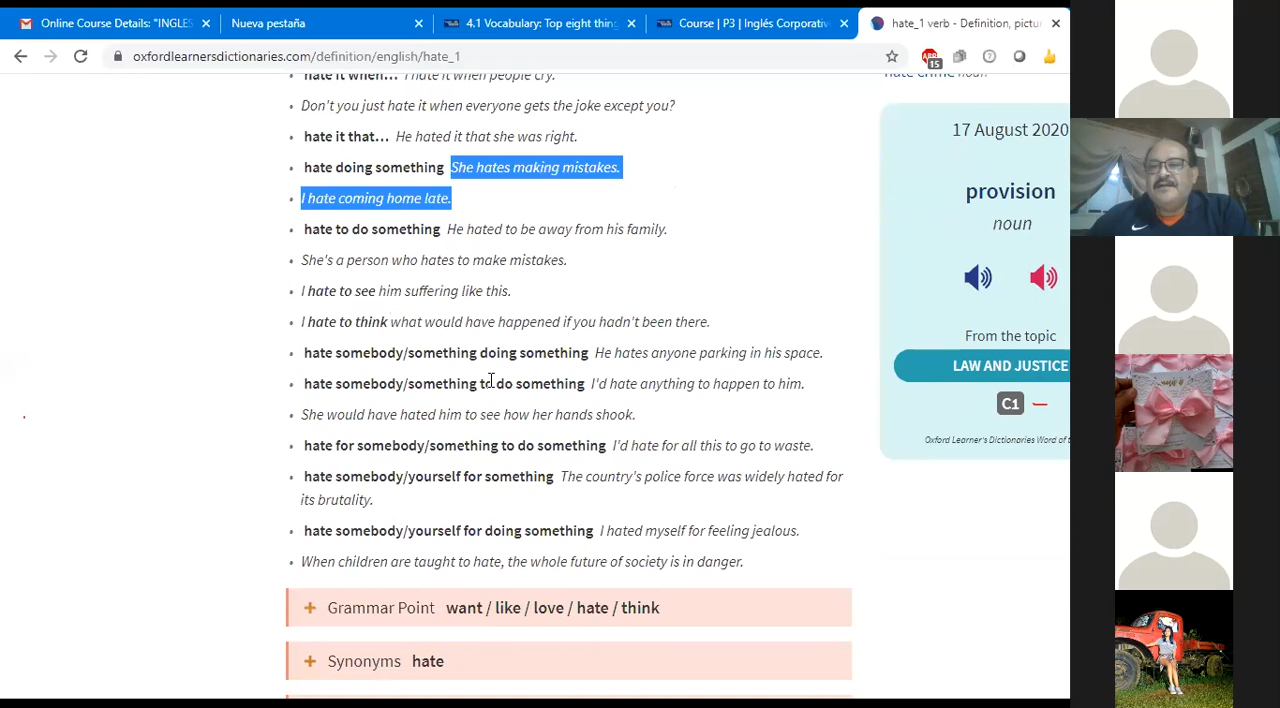 Online Course Details: "INGLES
Nueva pestaña
4.1 Vocabulary: Top eight thing
Course | P3 | Inglés Corporativ
hate_1 verb - Definition, pictu
oxfordlearnersdictionaries.com/definition/english/hate_1
15
hate it when… I hate it when people cry.
Don't you just hate it when everyone gets the joke except you?
hate it that… He hated it that she was right.
hate doing something She hates making mistakes.
I hate coming home late.
hate to do something He hated to be away from his family.
She's a person who hates to make mistakes.
I hate to see him suffering like this.
I hate to think what would have happened if you hadn't been there.
hate somebody/something doing something He hates anyone parking in his space.
hate somebody/something to do something I'd hate anything to happen to him.
She would have hated him to see how her hands shook.
hate for somebody/something to do something I'd hate for all this to go to waste.
hate somebody/yourself for something The country's police force was widely hated for
its brutality.
hate somebody/yourself for doing something I hated myself for feeling jealous.
When children are taught to hate, the whole future of society is in danger.
+ Grammar Point want / like / love / hate / think
+ Synonyms hate
hate crime noun
17 August 2020
provision
noun
From the topic
LAW AND JUSTICE
C1
Oxford Learner's Dictionaries Word of t